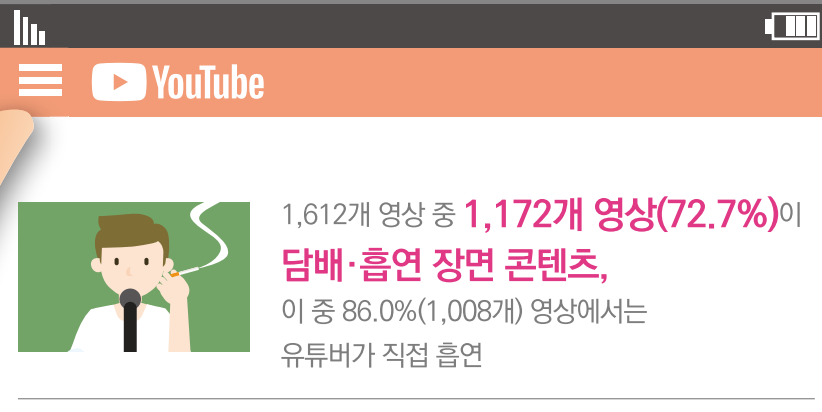 YouTube
1,612개 영상 중 1,172개 영상(72.7%)이
담배·흡연 장면 콘텐츠,
이 중 86.0%(1,008개) 영상에서는
유튜버가 직접 흡연